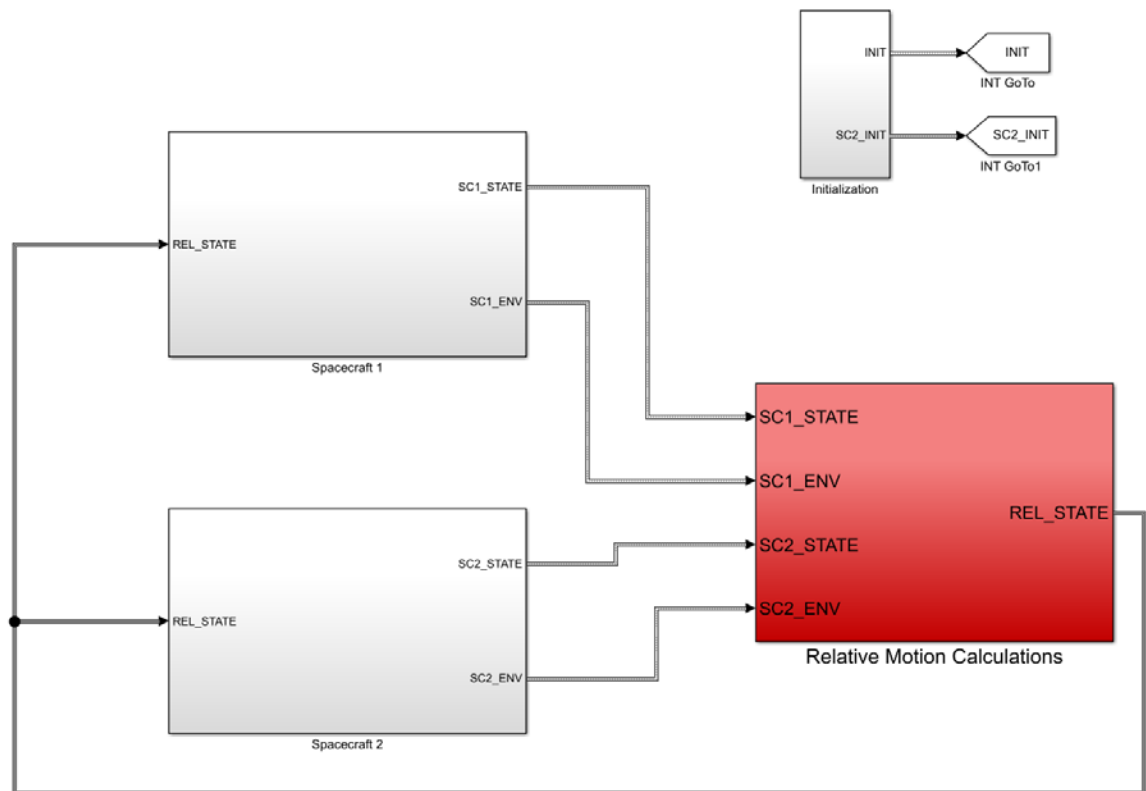 INIT
INIT
INT GoTo
SC2_INIT
SC2_INIT
INT GoTo1
Initialization
SC1_STATE
REL_STATE
SC1_ENV
Spacecraft 1
SC1_STATE
SC1_ENV
REL_STATE
SC2_STATE
SC2_ENV
Relative Motion Calculations
SC2_STATE
REL_STATE
SC2_ENV
Spacecraft 2